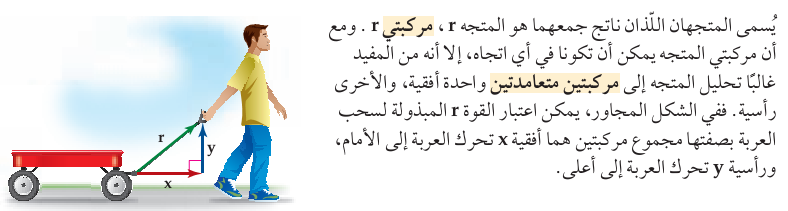 يُسمى المتجهان اللّذان ناتج جمعهما هو المتجه r ، مركبتي r . ومع
أن مركبتي المتجه يمكن أن تكونا في أي اتجاه، إلا أنه من المفيد
غالبًا تحليل المتجه إلى مركبتين متعامدتين واحدة أفقية، والأخرى
رأسية. ففي الشكل المجاور، يمكن اعتبار القوة r المبذولة لسحب
العربة بصفتها مجموع مركبتين هما أفقية x تحرك العربة إلى الأمام،
ورأسية y تحرك العربة إلى أعلى.
r
y
x